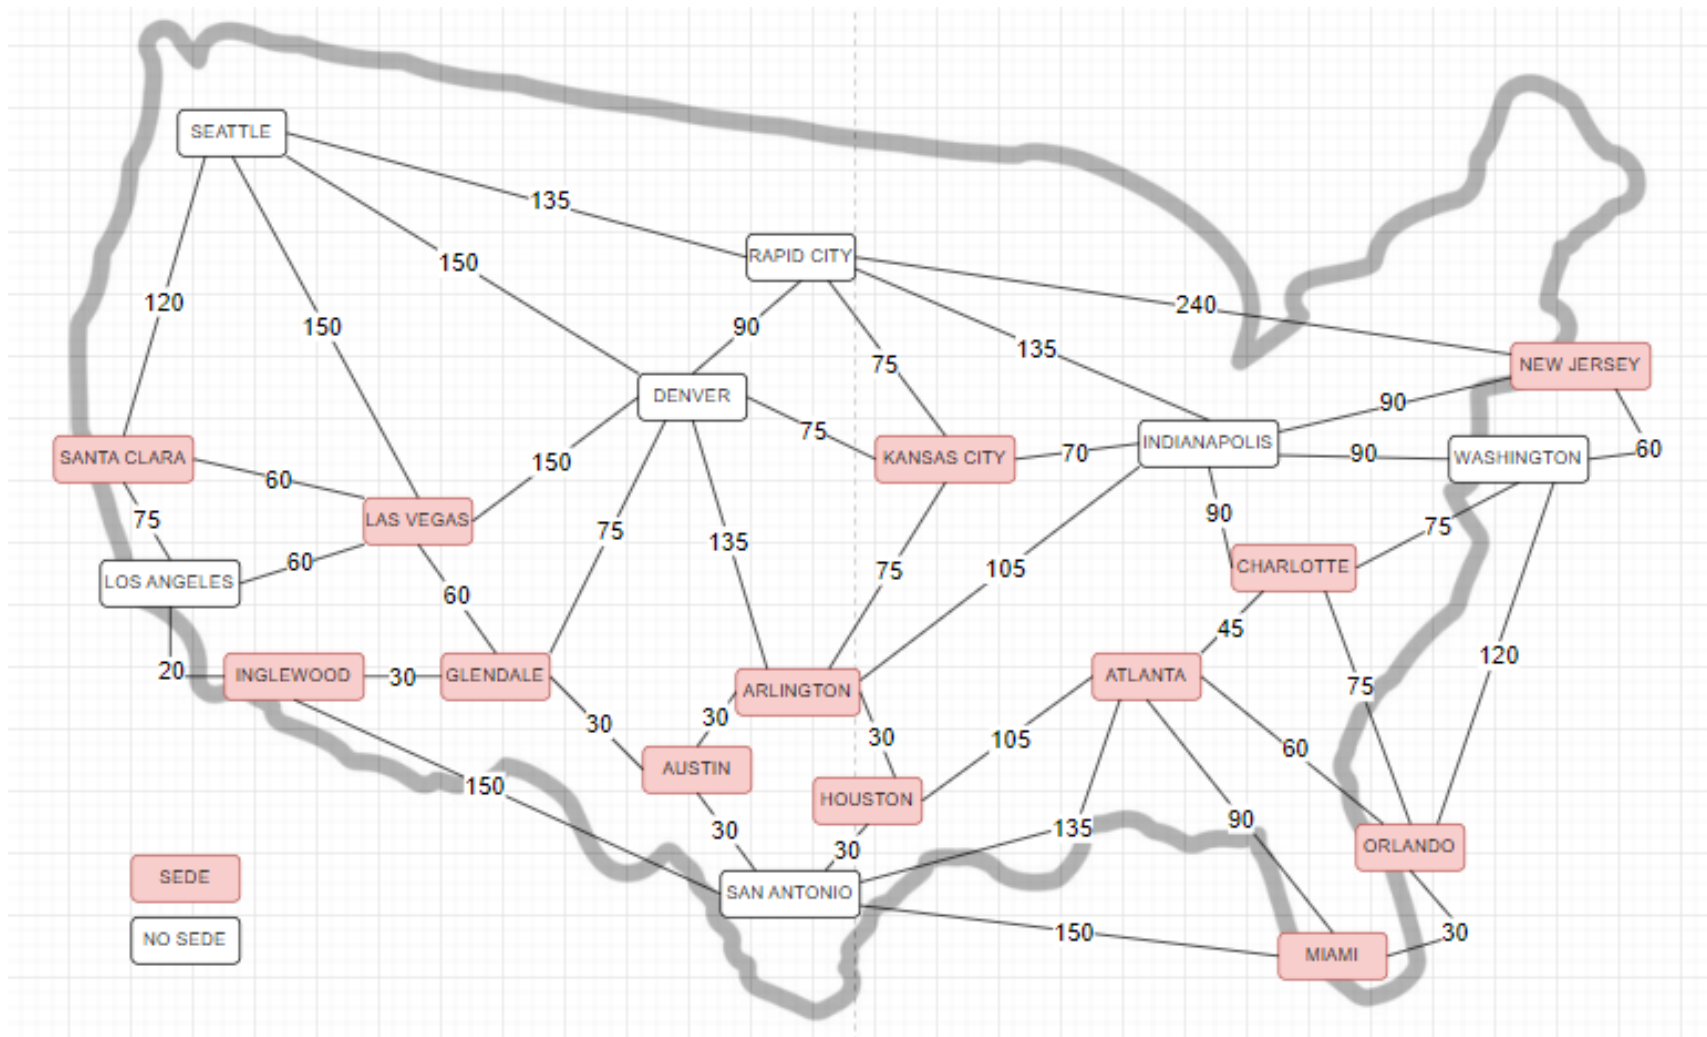 SEATTLE
135
RAPID CITY
150
240
120
150
90
135
75
NEW JERSEY
DENVER
90
75
INDIANAPOLIS
SANTA CLARA
60
150
KANSAS CITY
70
90
WASHINGTON
60
75
LAS VEGAS
75
135
90
75
LOS ANGELES
60
60
75
105
CHARLOTTE
45
120
20
INGLEWOOD
30
GLENDALE
ARLINGTON
ATLANTA
75
30
30
30
105
60
AUSTIN
150
HOUSTON
30
30
135
90
ORLANDO
SEDE
SAN ANTONIO
150
30
NO SEDE
MIAMI